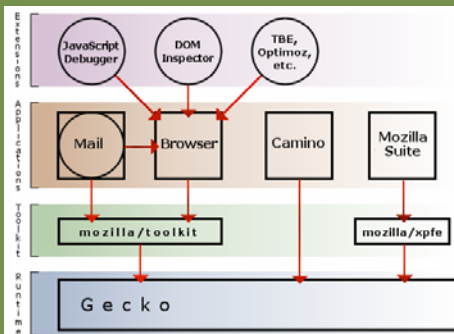 Extensions
JavaScript
Debugger
DOM
Inspector
TBE,
Optimoz,
etc.
Applications
Mail
Browser
Camino
Mozilla
Suite
Toolkit
mozilla/toolkit
mozilla/xpfe
Runtime
Gecko